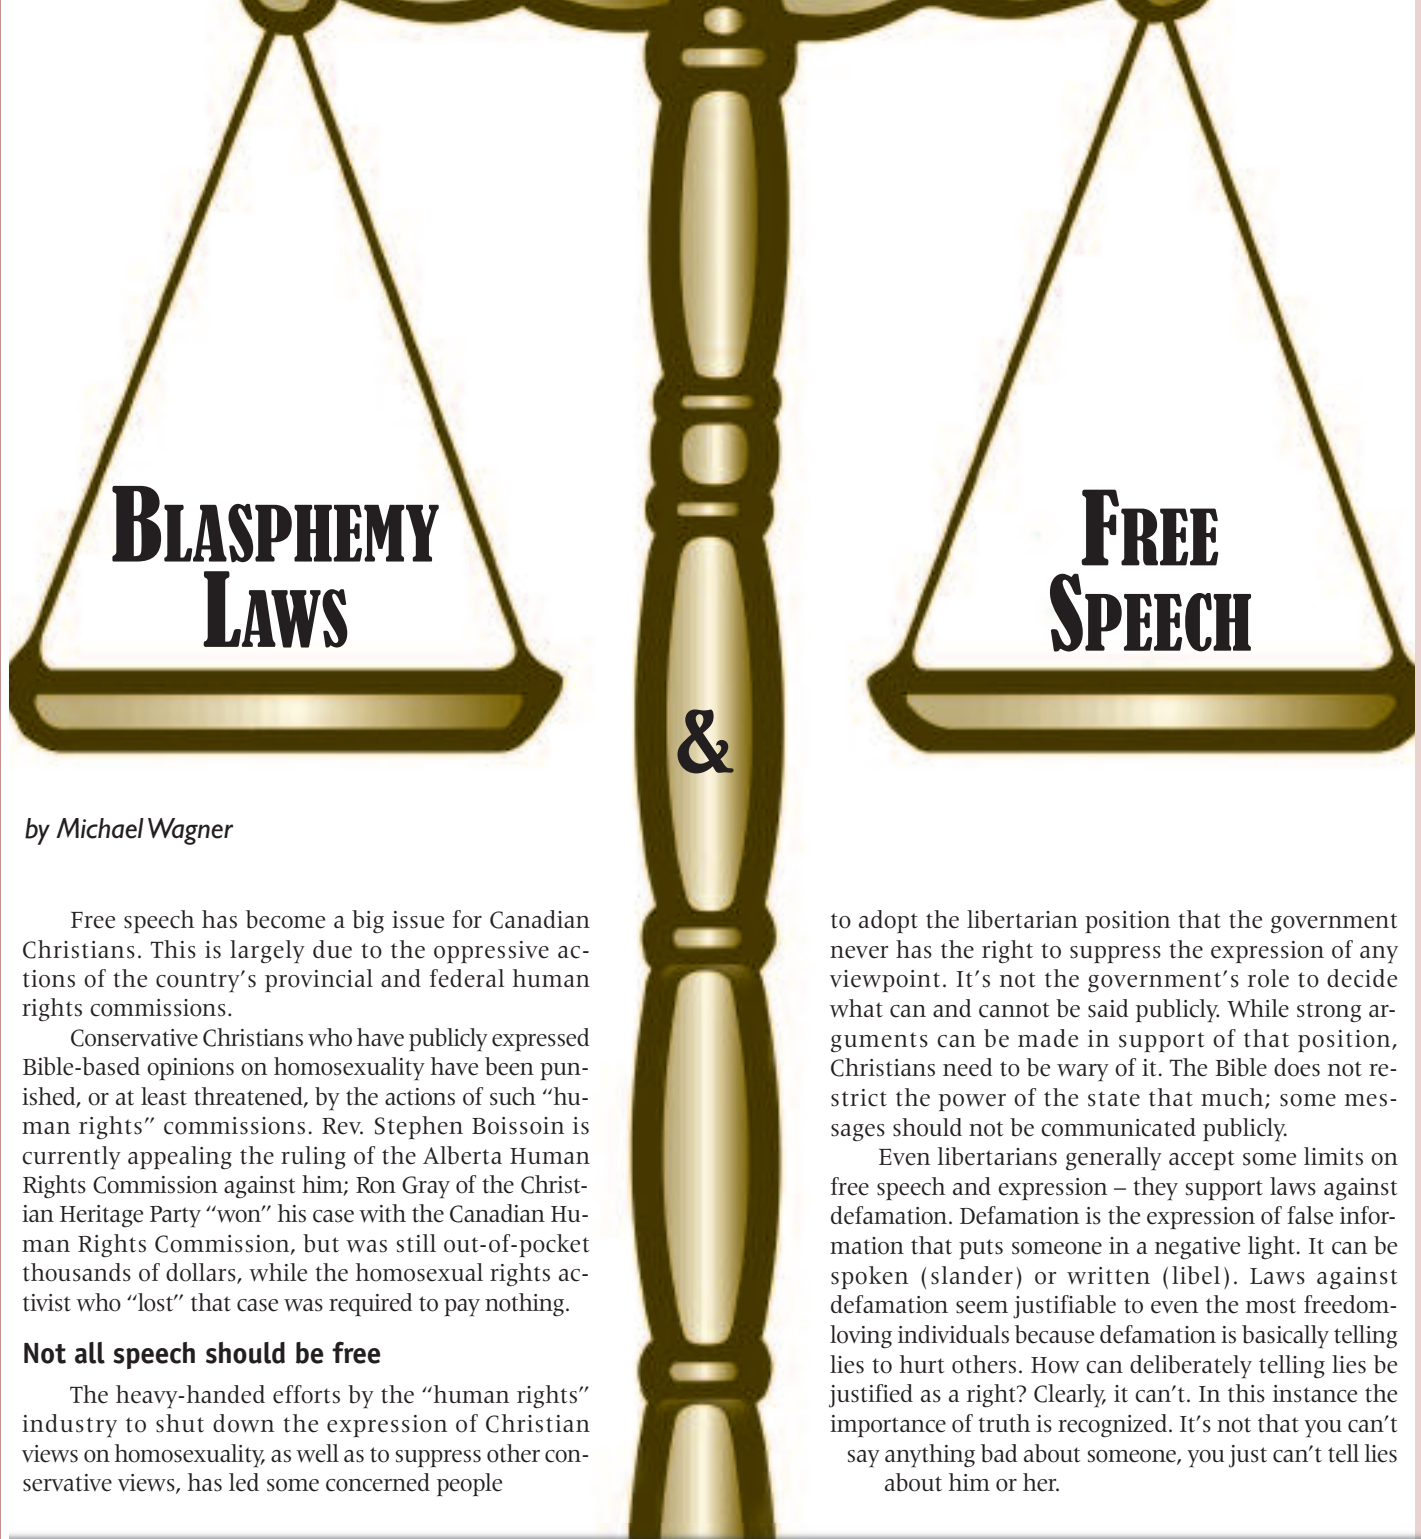 BLASPHEMY
LAWS
&
FREE
SPEECH
by Michael Wagner
Free speech has become a big issue for Canadian
Christians. This is largely due to the oppressive ac-
tions of the country’s provincial and federal human
rights commissions.
Conservative Christians who have publicly expressed
Bible-based opinions on homosexuality have been pun-
ished, or at least threatened, by the actions of such “hu-
man rights” commissions. Rev. Stephen Boissoin is
currently appealing the ruling of the Alberta Human
Rights Commission against him; Ron Gray of the Christ-
ian Heritage Party “won” his case with the Canadian Hu-
man Rights Commission, but was still out-of-pocket
thousands of dollars, while the homosexual rights ac-
tivist who “lost” that case was required to pay nothing.
Not all speech should be free
The heavy-handed efforts by the “human rights”
industry to shut down the expression of Christian
views on homosexuality, as well as to suppress other con-
servative views, has led some concerned people
to adopt the libertarian position that the government
never has the right to suppress the expression of any
viewpoint. It’s not the government’s role to decide
what can and cannot be said publicly. While strong ar-
guments can be made in support of that position,
Christians need to be wary of it. The Bible does not re-
strict the power of the state that much; some mes-
sages should not be communicated publicly.
Even libertarians generally accept some limits on
free speech and expression – they support laws against
defamation. Defamation is the expression of false infor-
mation that puts someone in a negative light. It can be
spoken (slander) or written (libel). Laws against
defamation seem justifiable to even the most freedom-
loving individuals because defamation is basically telling
lies to hurt others. How can deliberately telling lies be
justified as a right? Clearly, it can’t. In this instance the
importance of truth is recognized. It’s not that you can’t
say anything bad about someone, you just can’t tell lies
about him or her.